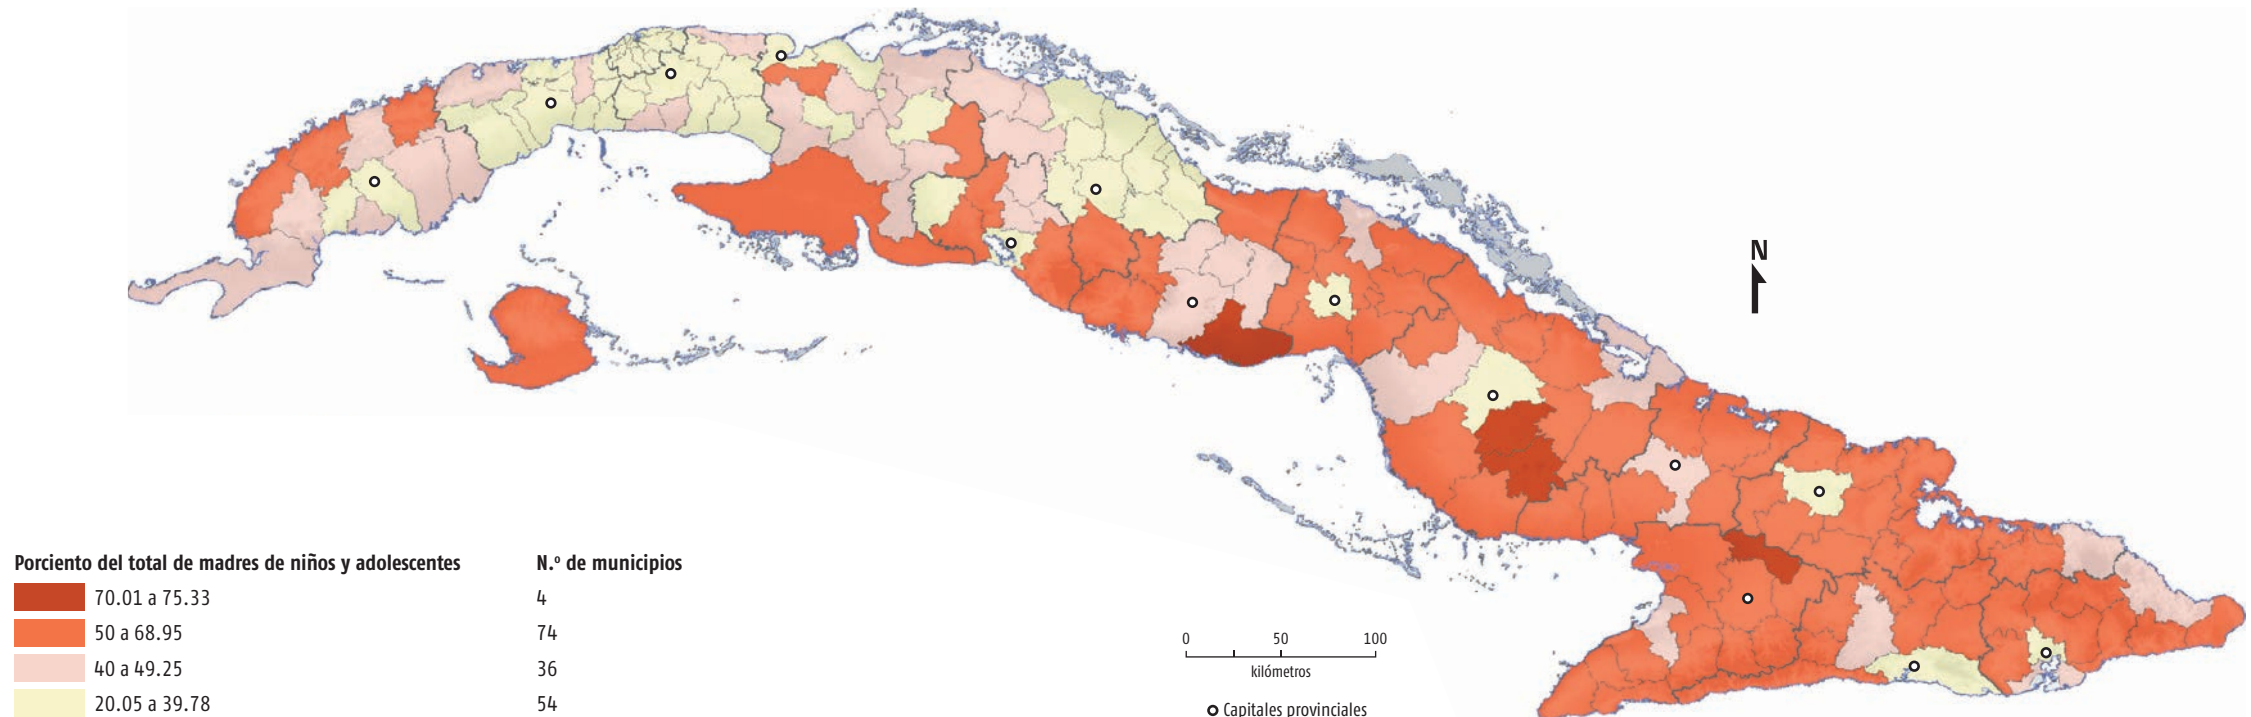 N
Porciento del total de madres de niños y adolescentes N.º de municipios
70.01 a 75.33 4
50 a 68.95 74
40 a 49.25 36
20.05 a 39.78 54
0 50 100
kilómetros
Capitales provinciales